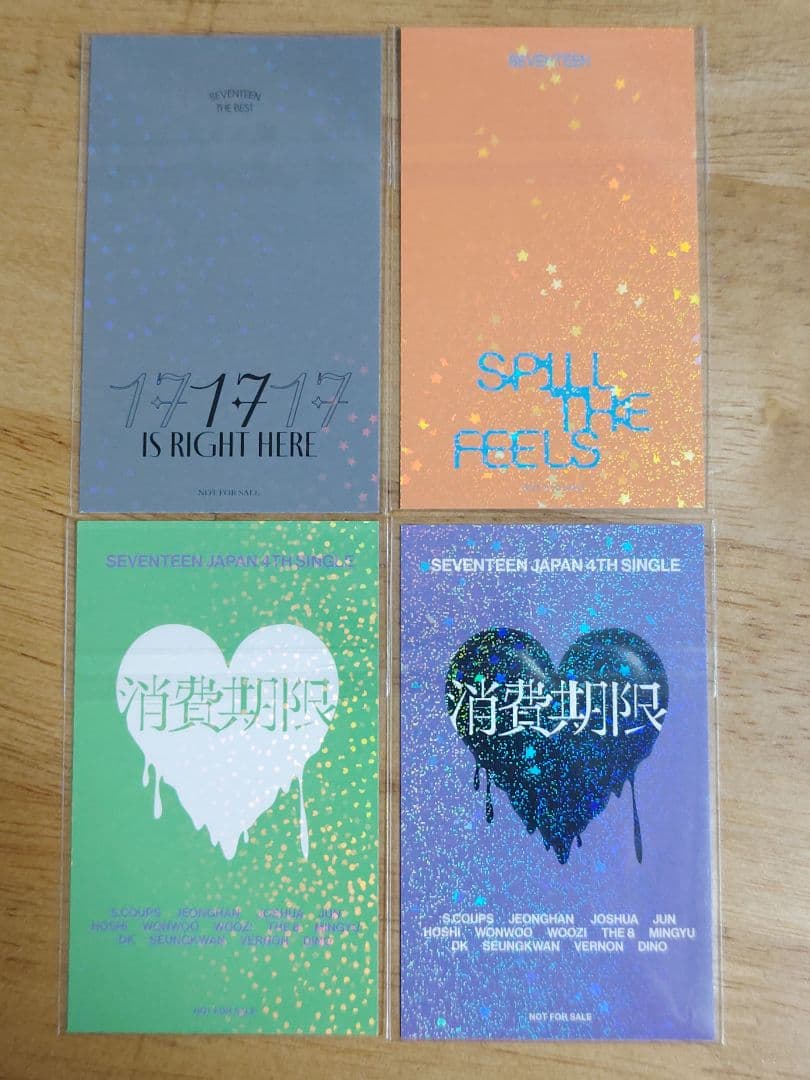 SEVENTEEN
THE BEST
17 17 17
IS RIGHT HERE
NOT FOR SALE
SEVENTEEN
SPILL
THE
FEELS
SEVENTEEN JAPAN 4TH SINGLE
消費期限
S.COUPS JEONGHAN JOSHUA JUN
HOSHI WONWOO WOOZI THE 8 MINGYU
DK SEUNGKWAN VERNON DINO
NOT FOR SALE
SEVENTEEN JAPAN 4TH SINGLE
消費期限
S.COUPS JEONGHAN JOSHUA JUN
HOSHI WONWOO WOOZI THE 8 MINGYU
DK SEUNGKWAN VERNON DINO
NOT FOR SALE